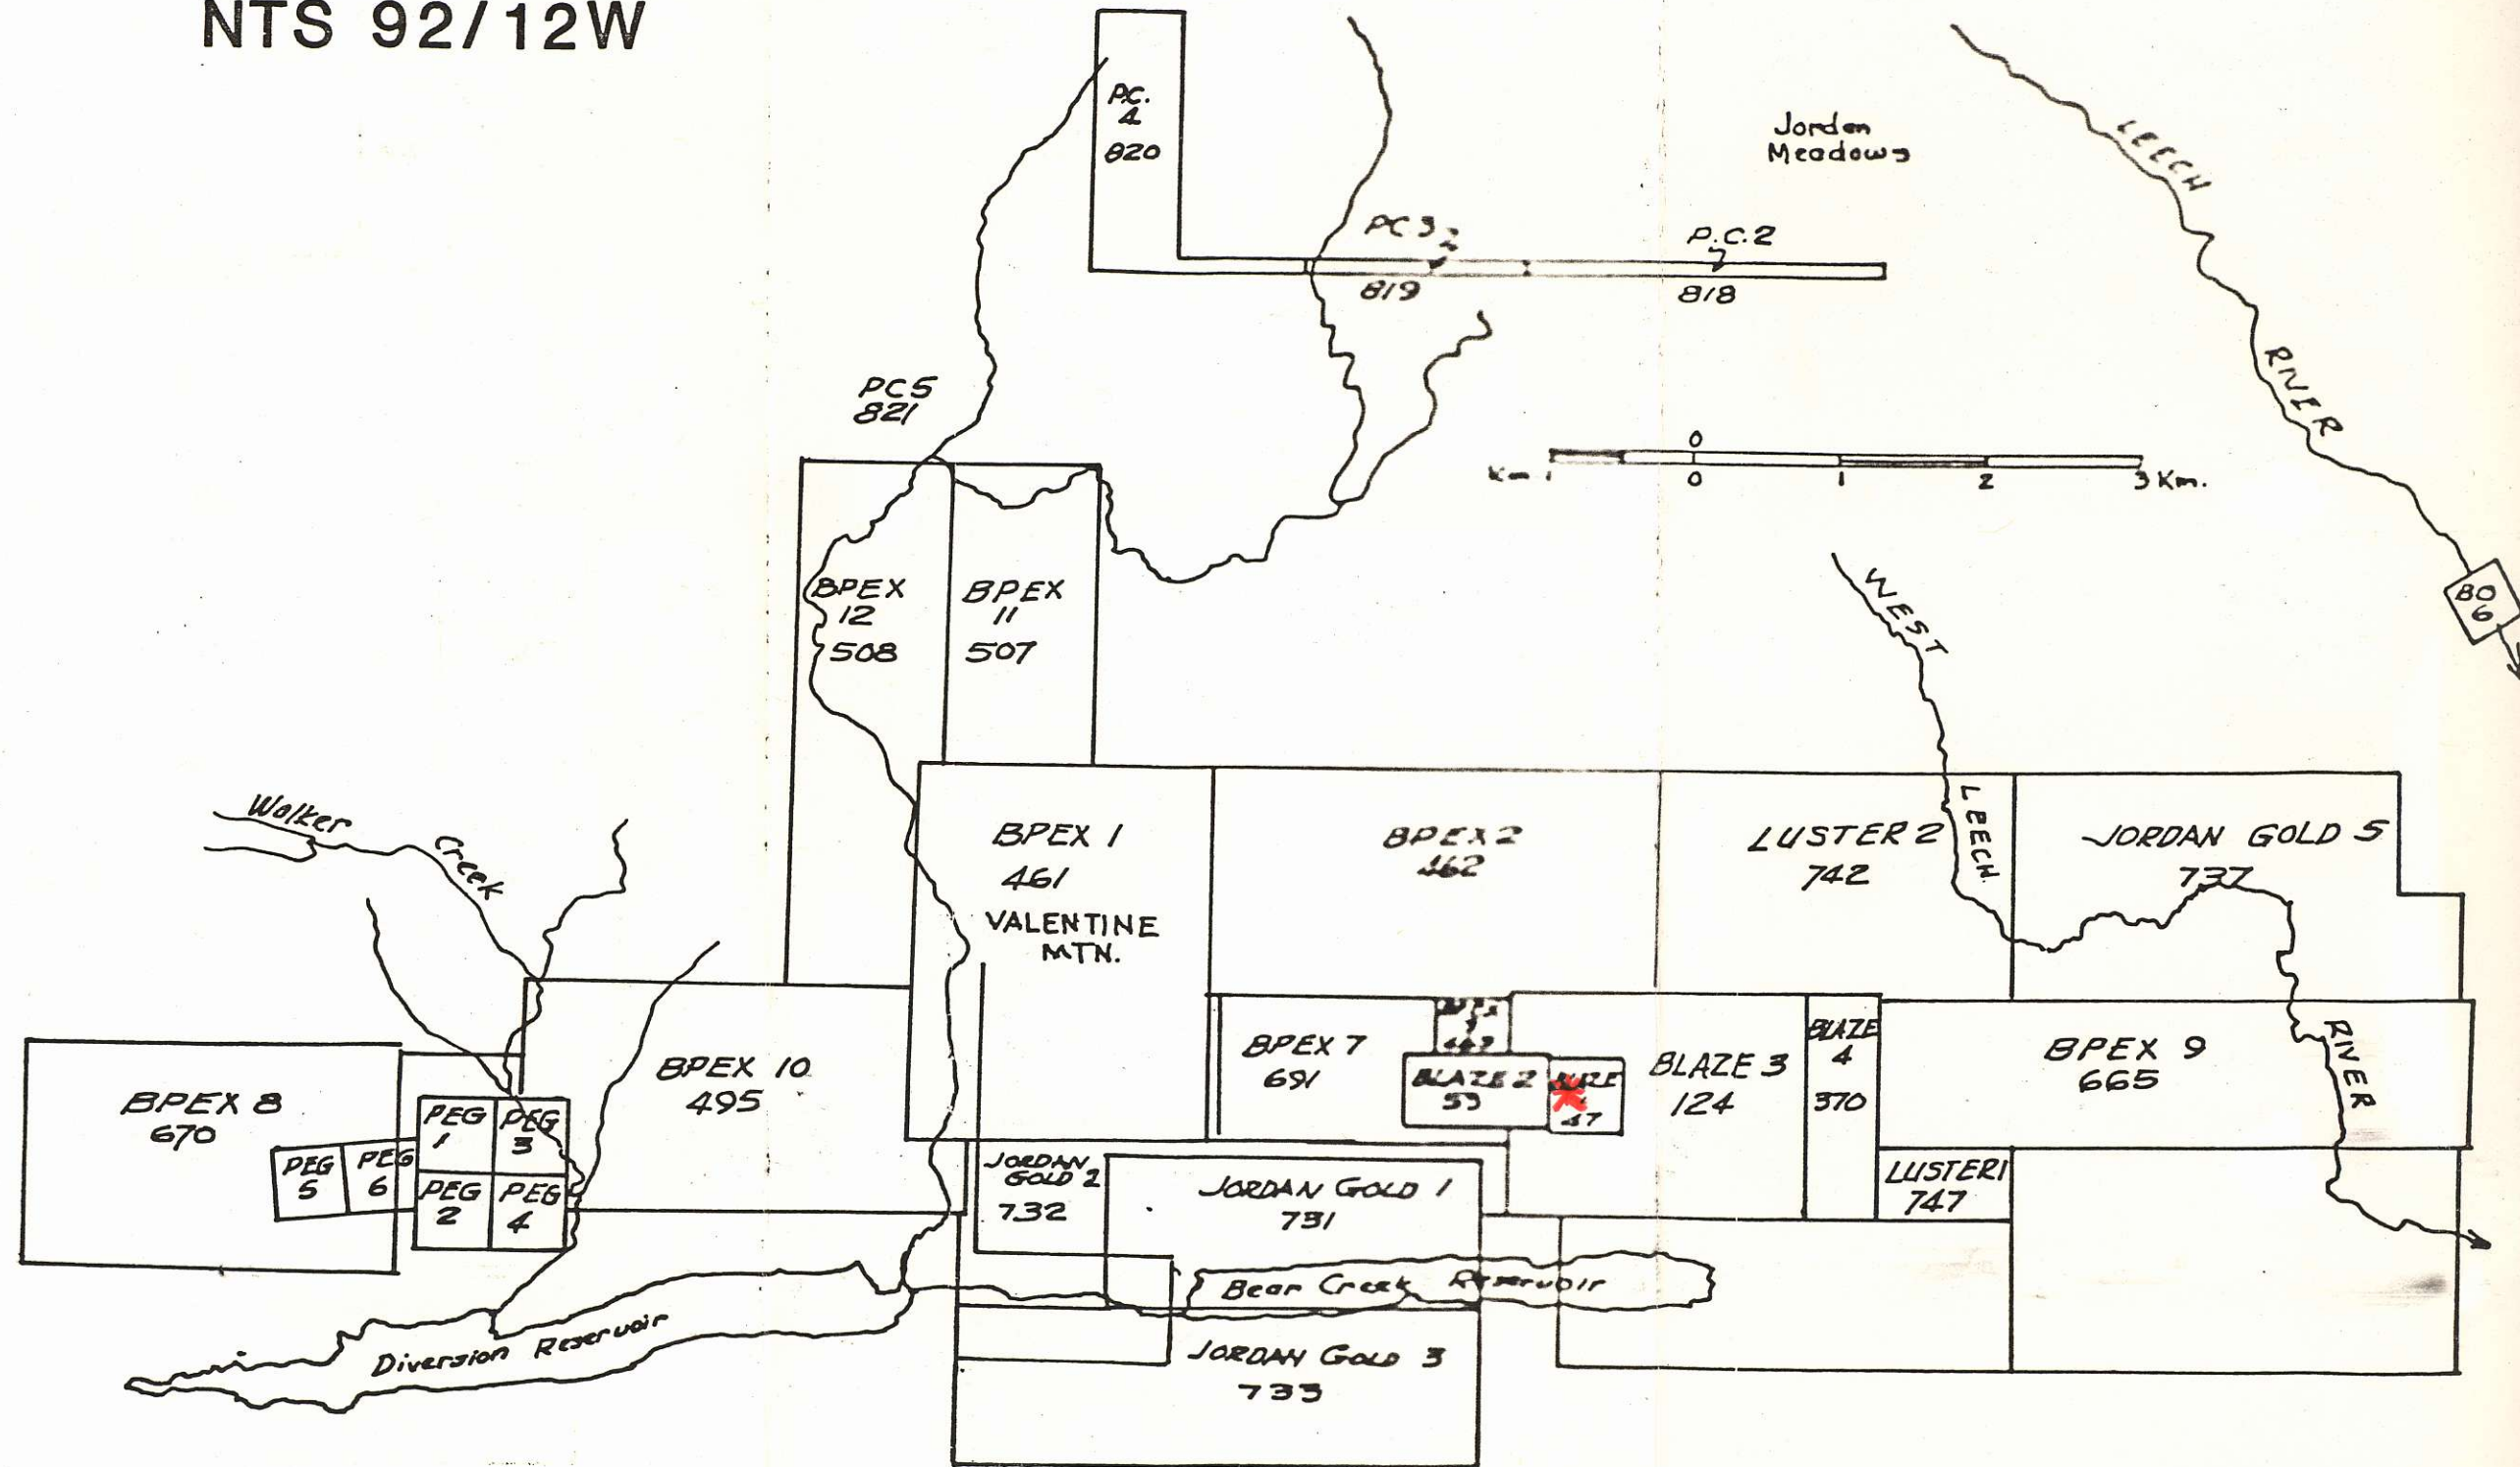 NTS 92/12W
P.C.
4
820
Jorden
Meadows
LEECH
RIVER
PC 3
819
P.C.2
818
PC5
821
0
Km 1
0
1
2
3 Km.
BO
6
BPEX
12
508
BPEX
11
507
WEST
LEECH
RIVER
Walker
Creek
BPEX 1
461
VALENTINE
MTN.
BPEX 2
462
LUSTER 2
742
JORDAN GOLD 5
737
BPEX 8
670
BPEX 10
495
BPEX 7
691
BLAZE 2
53
47
BLAZE 3
124
BLAZE
4
370
BPEX 9
665
PEG
1
PEG
3
PEG
5
PEG
6
PEG
2
PEG
4
JORDAN
GOLD 2
732
JORDAN GOLD 1
731
LUSTER1
747
Bear Creek Reservoir
Diversion Reservoir
JORDAN GOLD 3
733